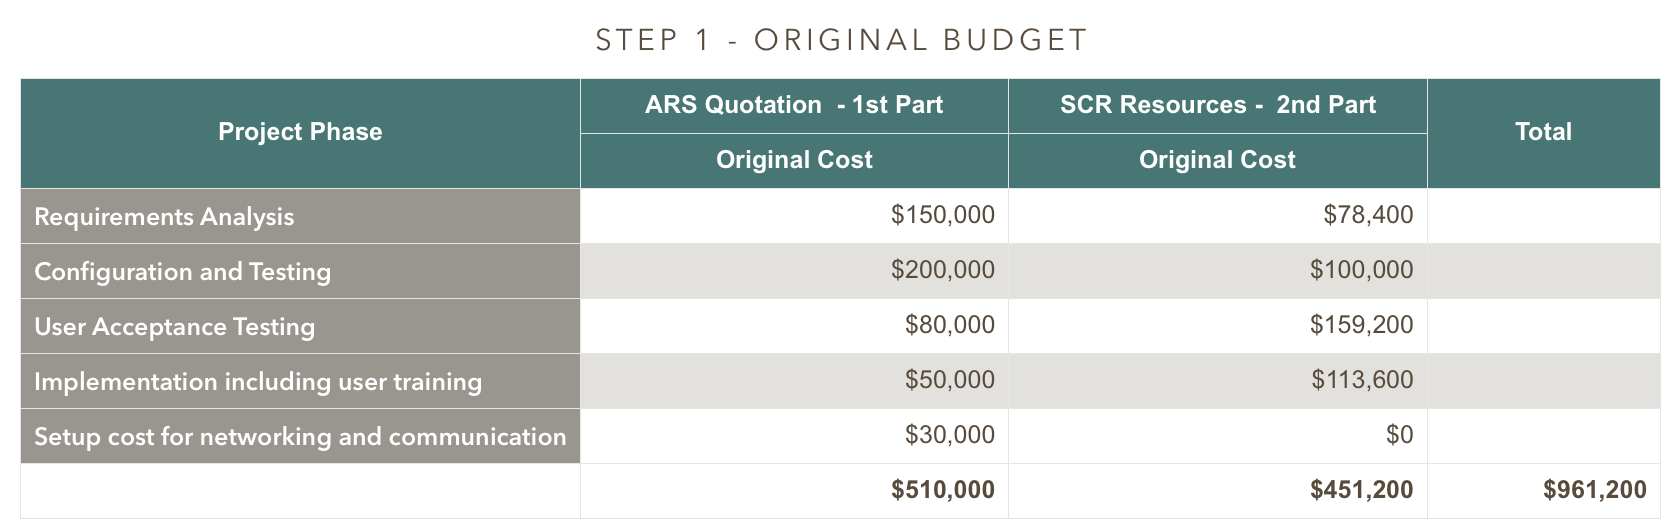 STEP 1 - ORIGINAL BUDGET
Project Phase ARS Quotation - 1st Part SCR Resources - 2nd Part Total
Original Cost Original Cost
Requirements Analysis $150,000 $78,400
Configuration and Testing $200,000 $100,000
User Acceptance Testing $80,000 $159,200
Implementation including user training $50,000 $113,600
Setup cost for networking and communication $30,000 $0
$510,000 $451,200 $961,200